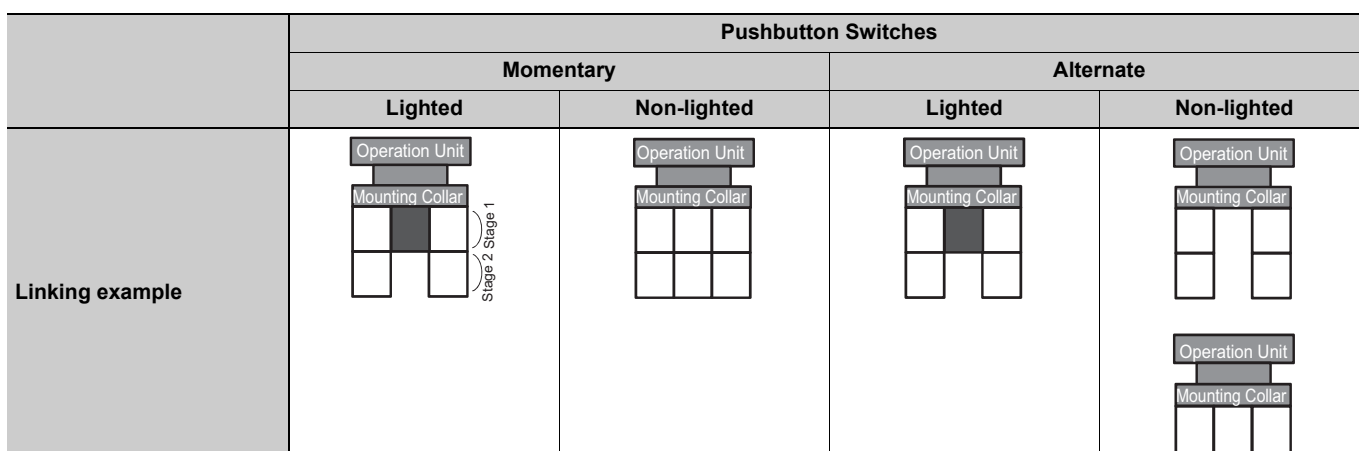 Pushbutton Switches
Momentary Alternate
Lighted Non-lighted Lighted Non-lighted
Linking example
Operation Unit
Mounting Collar
Stage 1
Stage 2
Operation Unit
Mounting Collar
Operation Unit
Mounting Collar
Operation Unit
Mounting Collar
Operation Unit
Mounting Collar